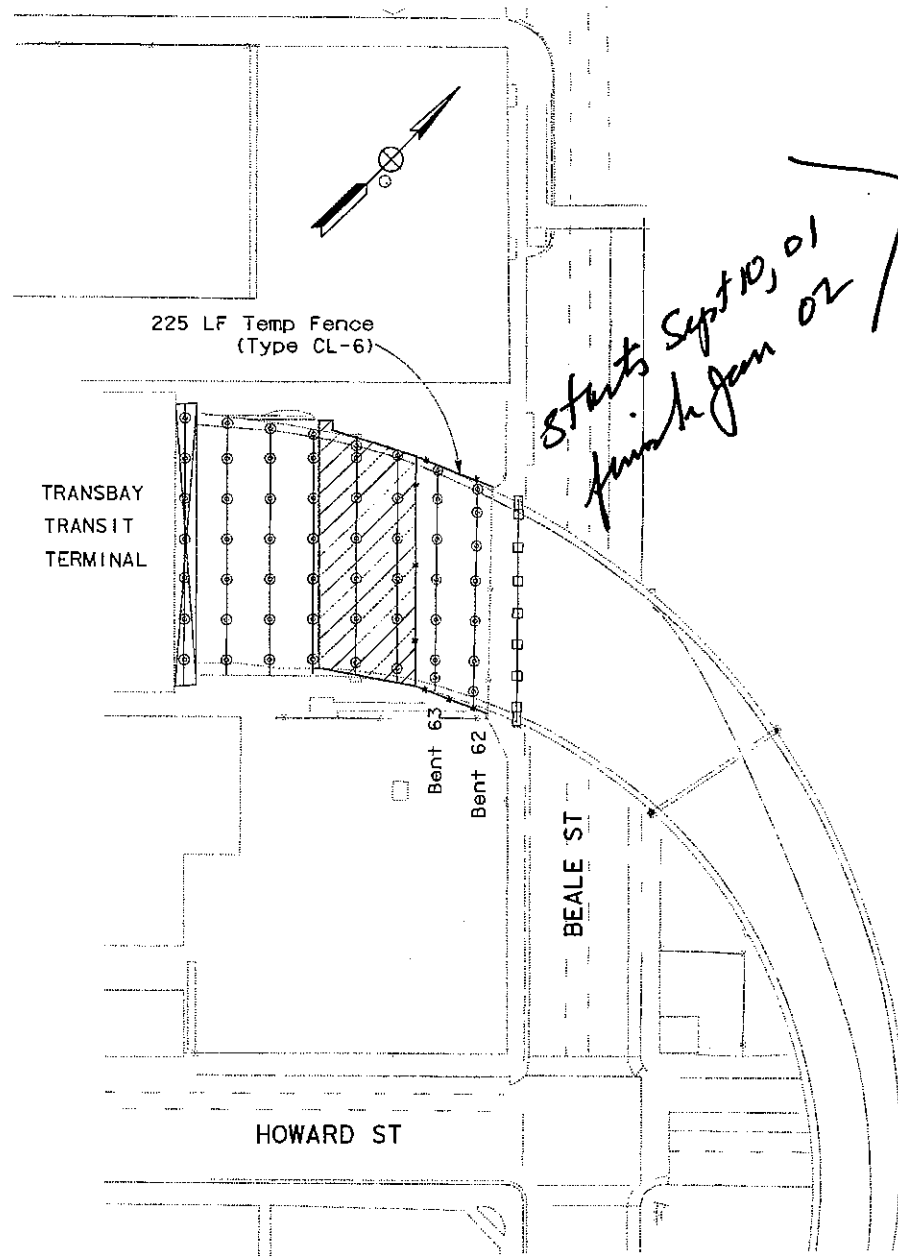 225 LF Temp Fence
(Type CL-6)
starts Sept 10, 01
finish Jan 02
TRANSBAY
TRANSIT
TERMINAL
Bent 63
Bent 62
BEALE ST
HOWARD ST